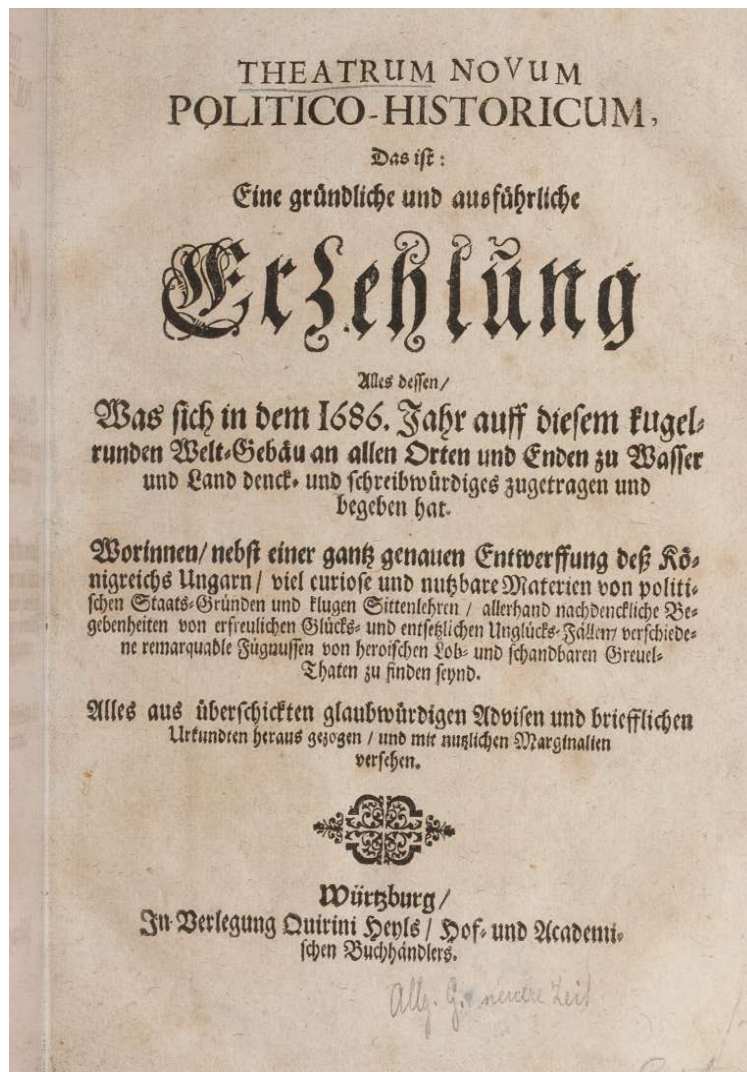 THEATRUM NOVUM
POLITICO-HISTORICUM,
Das ist:
Eine gründliche und ausführliche
Erzehlung
Alles dessen/
Was sich in dem 1686. Jahr auff diesem kugel-
runden Welt-Gebäu an allen Orten und Enden zu Wasser
und Land denck- und schreibwürdiges zugetragen und
begeben hat.
Worinnen/ nebst einer gantz genauen Entwerffung deß Kö-
nigreichs Ungarn/ viel curiose und nutzbare Materien von politi-
schen Staats-Gründen und klugen Sittenlehren/ allerhand nachdenckliche Be-
gebenheiten von erfreulichen Glücks- und entsetzlichen Unglücks-Fällen/ verschiede-
ne remarquable Fügnussen von heroischen Lob- und schandbaren Greuel-
Thaten zu finden seynd.
Alles aus überschickten glaubwürdigen Advisen und briefflichen
Urkundten heraus gezogen/ und mit nutzlichen Marginalien
versehen.
Würtzburg/
In Verlegung Quirini Heyls/ Hof- und Academi-
schen Buchhändlers.
Allg. G. neuere Zeit